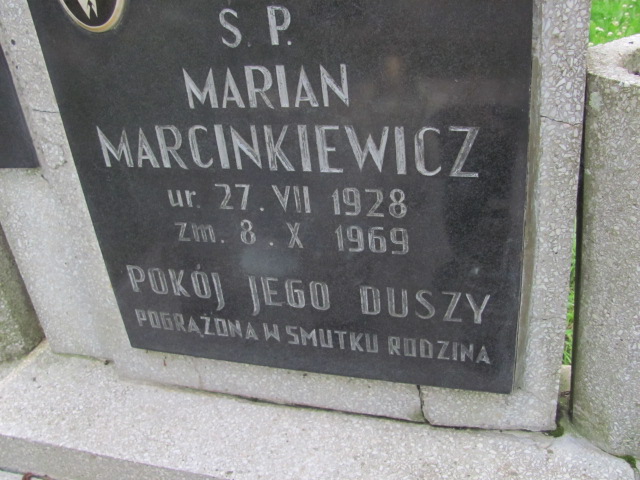 Ś. P.
MARIAN
MARCINKIEWICZ
ur. 27. VII 1928
zm. 8. X 1969
POKÓJ JEGO DUSZY
POGRĄŻONA W SMUTKU RODZINA